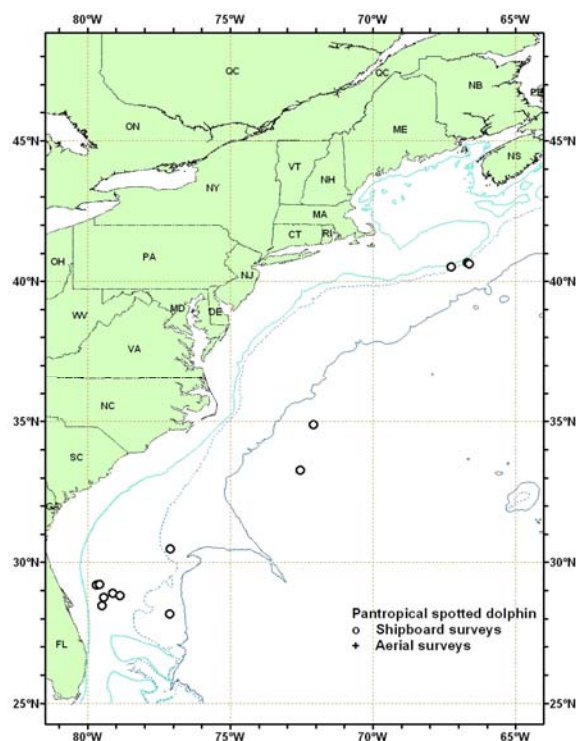 80°W 75°W 70°W 65°W
QC QC NB PE
ON
45°N ME 45°N
NS
VT
NH
NY
MA
CT RI
PA
OH NJ
40°N 40°N
MD DE
WV
VA
NC
35°N 35°N
SC
GA
30°N 30°N
Pantropical spotted dolphin
Shipboard surveys
FL
Aerial surveys
25°N 25°N
80°W 75°W 70°W 65°W